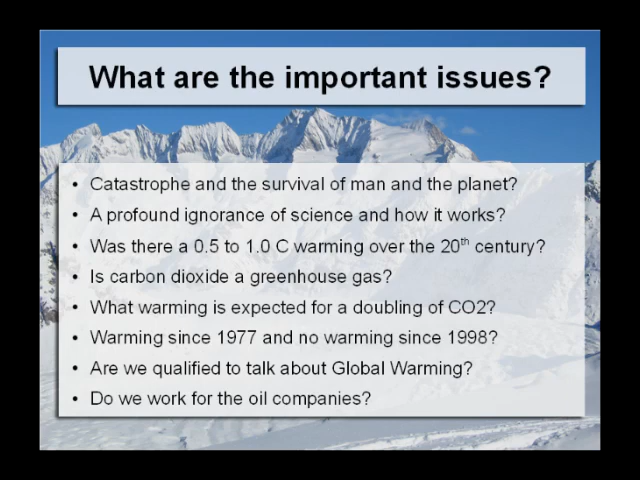 What are the important issues?
• Catastrophe and the survival of man and the planet?
• A profound ignorance of science and how it works?
• Was there a 0.5 to 1.0 C warming over the 20th century?
• Is carbon dioxide a greenhouse gas?
• What warming is expected for a doubling of CO2?
• Warming since 1977 and no warming since 1998?
• Are we qualified to talk about Global Warming?
• Do we work for the oil companies?